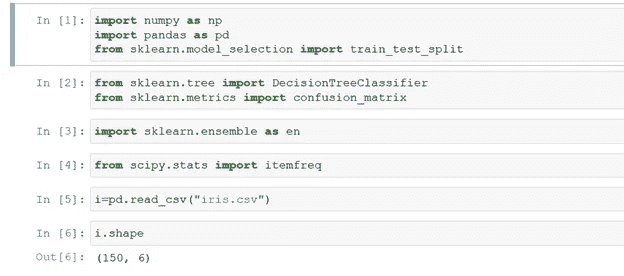 In [1]: import numpy as np
import pandas as pd
from sklearn.model_selection import train_test_split
In [2]: from sklearn.tree import DecisionTreeClassifier
from sklearn.metrics import confusion_matrix
In [3]: import sklearn.ensemble as en
In [4]: from scipy.stats import itemfreq
In [5]: i=pd.read_csv("iris.csv")
In [6]: i.shape
Out[6]: (150, 6)